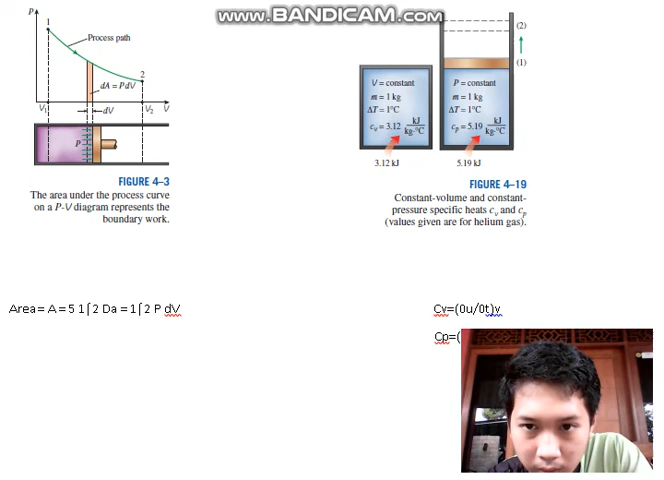 www.BANDICAM.com
P
Process path
2
dA = P dV
V₁
dV
V₂
V
P
FIGURE 4–3
The area under the process curve
on a P-V diagram represents the
boundary work.
(2)
(1)
V = constant
m = 1 kg
ΔT = 1°C
cᵥ = 3.12 kJ/kg·°C
3.12 kJ
P = constant
m = 1 kg
ΔT = 1°C
cₚ = 5.19 kJ/kg·°C
5.19 kJ
FIGURE 4–19
Constant-volume and constant-
pressure specific heats cᵥ and cₚ
(values given are for helium gas).
Area= A=5 1∫2 Da =1∫2 P dV
Cv=(0u/0t)v
Cp=(